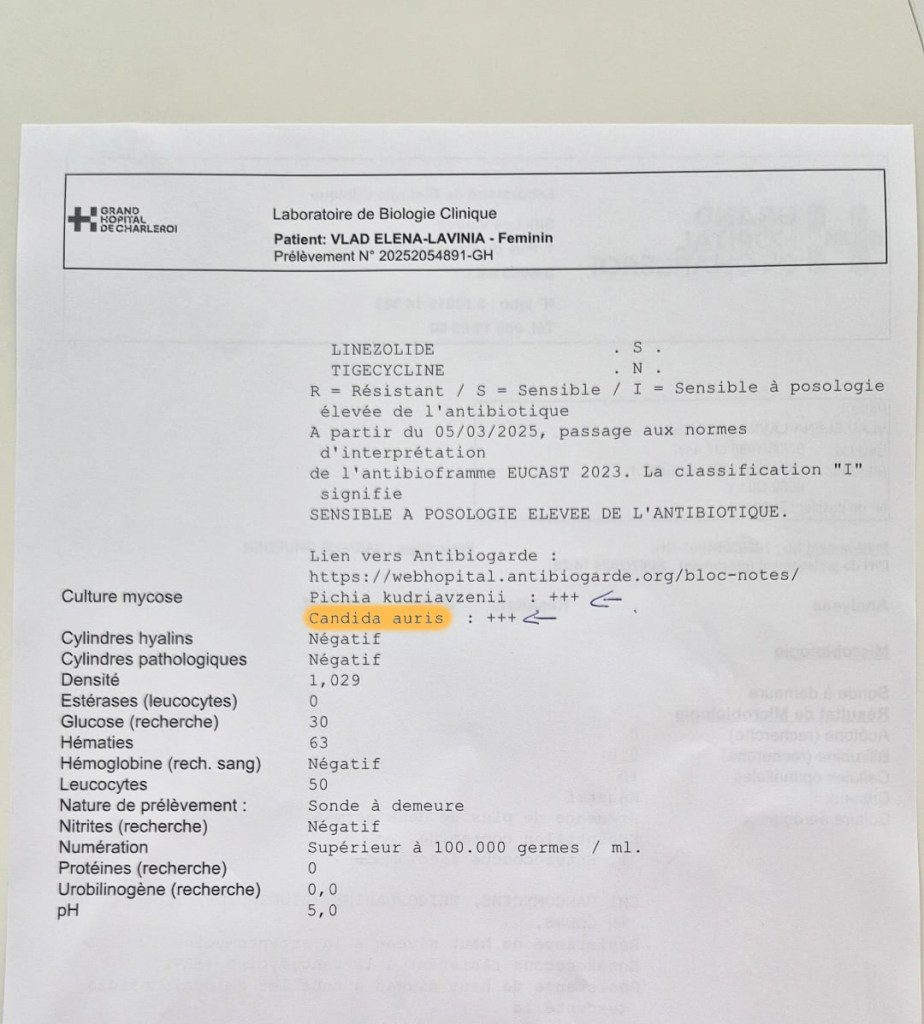 GRAND
HOPITAL
DE CHARLEROI
Laboratoire de Biologie Clinique
Patient: VLAD ELENA-LAVINIA - Feminin
Prélèvement N° 20252054891-GH
LINEZOLIDE . S .
TIGECYCLINE . N .
R = Résistant / S = Sensible / I = Sensible à posologie
élevée de l'antibiotique
A partir du 05/03/2025, passage aux normes
d'interprétation
de l'antibioframme EUCAST 2023. La classification "I"
signifie
SENSIBLE A POSOLOGIE ELEVEE DE L'ANTIBIOTIQUE.
Lien vers Antibiogarde :
https://webhopital.antibiogarde.org/bloc-notes/
Culture mycose Pichia kudriavzenii : +++
Candida auris : +++
Cylindres hyalins Négatif
Cylindres pathologiques Négatif
Densité 1,029
Estérases (leucocytes) 0
Glucose (recherche) 30
Hématies 63
Hémoglobine (rech. sang) Négatif
Leucocytes 50
Nature de prélèvement : Sonde à demeure
Nitrites (recherche) Négatif
Numération Supérieur à 100.000 germes / ml.
Protéines (recherche) 0
Urobilinogène (recherche) 0,0
pH 5,0